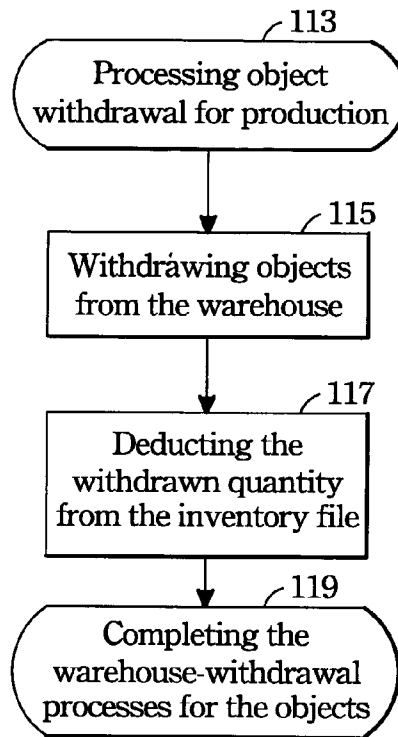 113
Processing object
withdrawal for production
115
Withdrawing objects
from the warehouse
117
Deducting the
withdrawn quantity
from the inventory file
119
Completing the
warehouse-withdrawal
processes for the objects